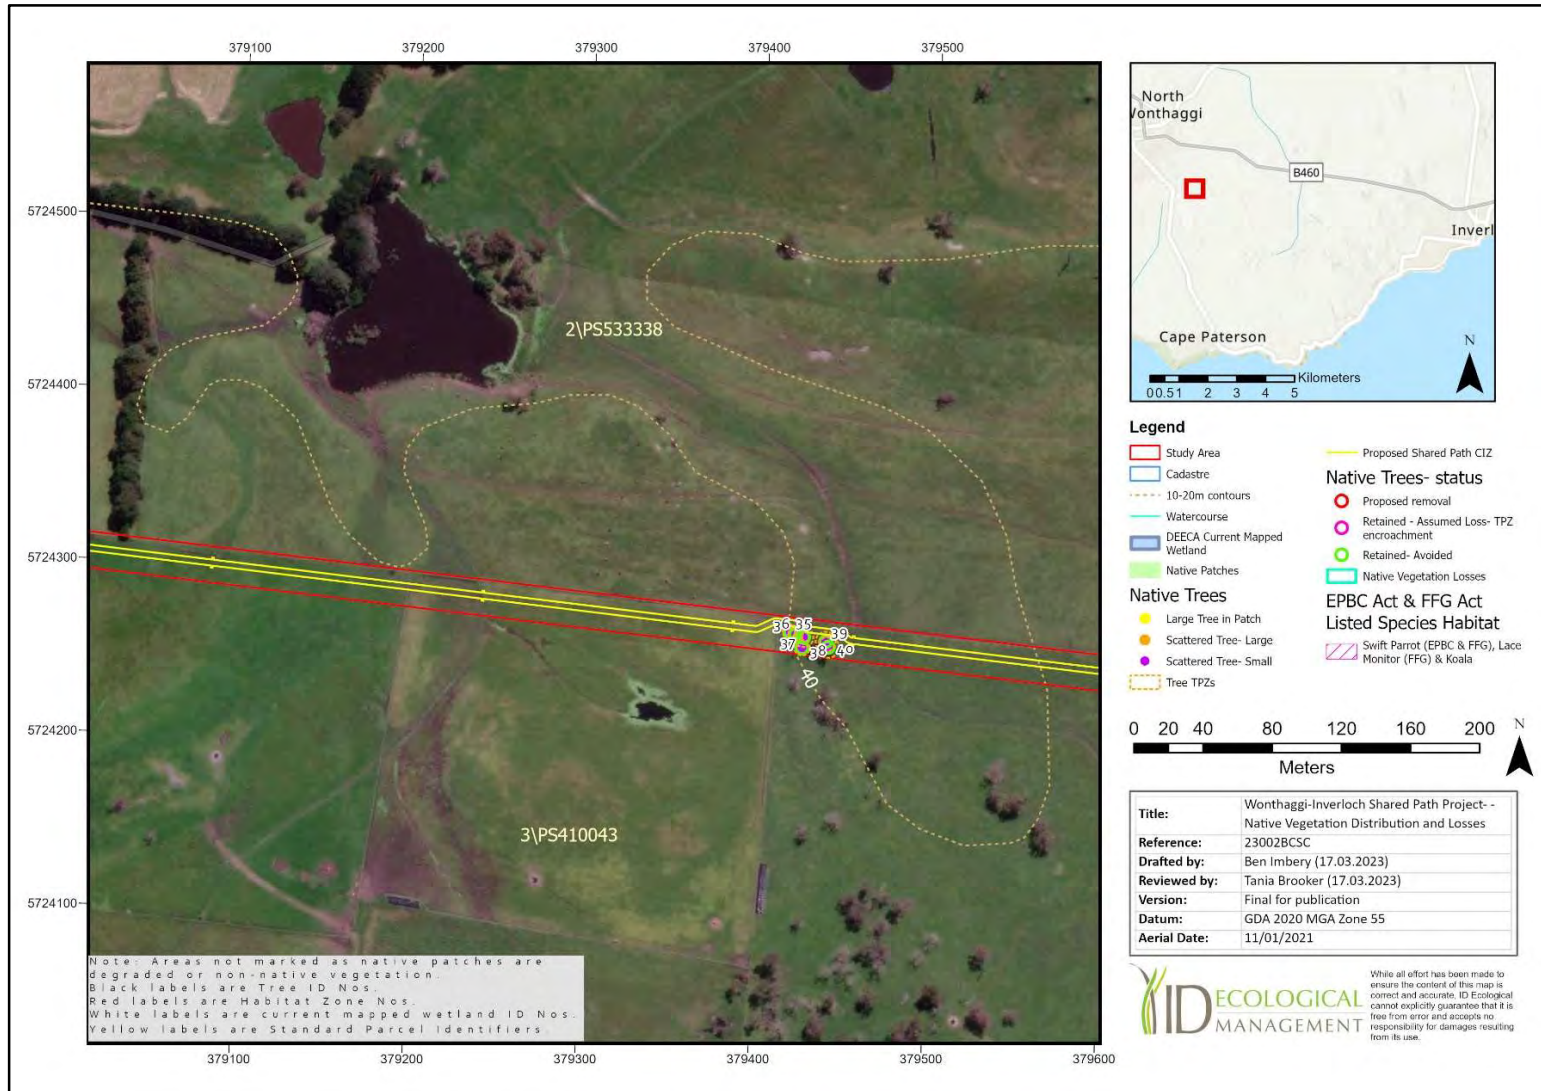 379100
379200
379300
379400
379500
5724500
5724400
5724300
5724200
5724100
2\PS533338
36 35
39
37
38 40
40
3\PS410043
Note: Areas not marked as native patches are
degraded or non-native vegetation.
Black labels are Tree ID Nos.
Red labels are Habitat Zone Nos.
White labels are current mapped wetland ID Nos.
Yellow labels are Standard Parcel Identifiers.
379100
379200
379300
379400
379500
379600
North
Wonthaggi
B460
Inverl
Cape Paterson
N
Kilometers
0 0.5 1 2 3 4 5
Legend
Study Area
Cadastre
10-20m contours
Watercourse
DEECA Current Mapped
Wetland
Native Patches
Native Trees
Large Tree in Patch
Scattered Tree- Large
Scattered Tree- Small
Tree TPZs
Proposed Shared Path CIZ
Native Trees- status
Proposed removal
Retained - Assumed Loss- TPZ
encroachment
Retained- Avoided
Native Vegetation Losses
EPBC Act & FFG Act
Listed Species Habitat
Swift Parrot (EPBC & FFG), Lace
Monitor (FFG) & Koala
0 20 40 80 120 160 200
Meters
N
Title: Wonthaggi-Inverloch Shared Path Project- -
Native Vegetation Distribution and Losses
Reference: 23002BCSC
Drafted by: Ben Imbery (17.03.2023)
Reviewed by: Tania Brooker (17.03.2023)
Version: Final for publication
Datum: GDA 2020 MGA Zone 55
Aerial Date: 11/01/2021
ID ECOLOGICAL
MANAGEMENT
While all effort has been made to
ensure the content of this map is
correct and accurate, ID Ecological
cannot explicitly guarantee that it is
free from error and accepts no
responsibility for damages resulting
from its use.